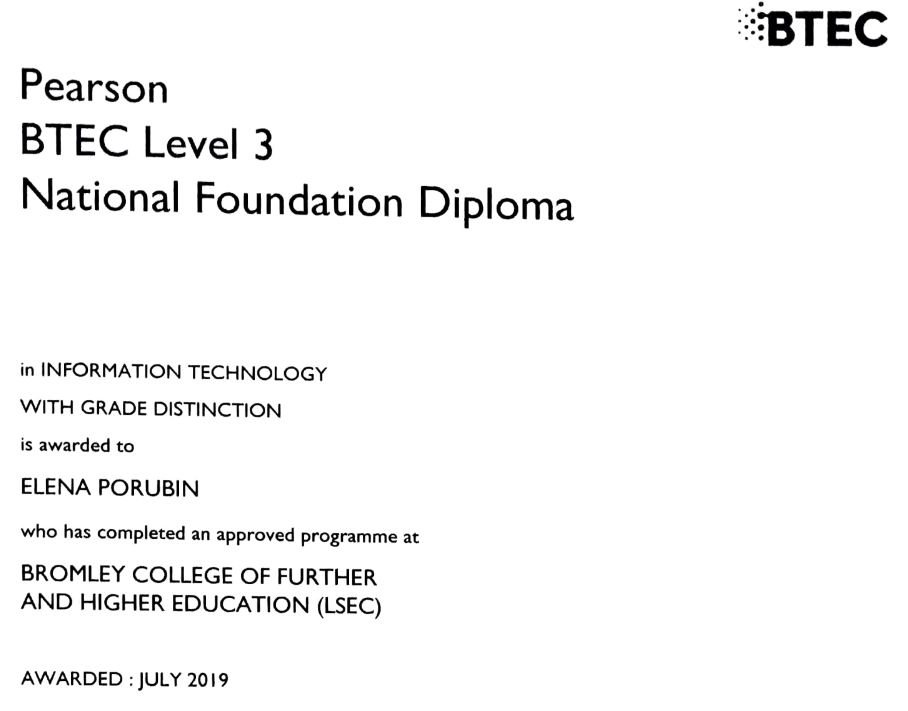 BTEC
Pearson
BTEC Level 3
National Foundation Diploma
in INFORMATION TECHNOLOGY
WITH GRADE DISTINCTION
is awarded to
ELENA PORUBIN
who has completed an approved programme at
BROMLEY COLLEGE OF FURTHER
AND HIGHER EDUCATION (LSEC)
AWARDED : JULY 2019